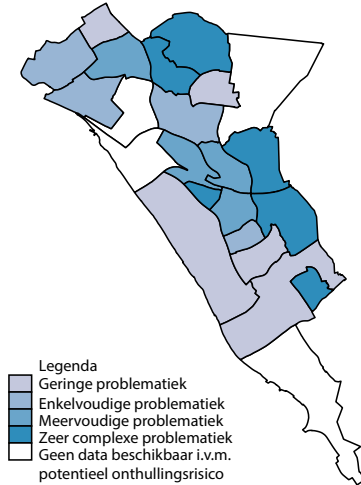 Legenda
Geringe problematiek
Enkelvoudige problematiek
Meervoudige problematiek
Zeer complexe problematiek
Geen data beschikbaar i.v.m.
potentieel onthullingsrisico